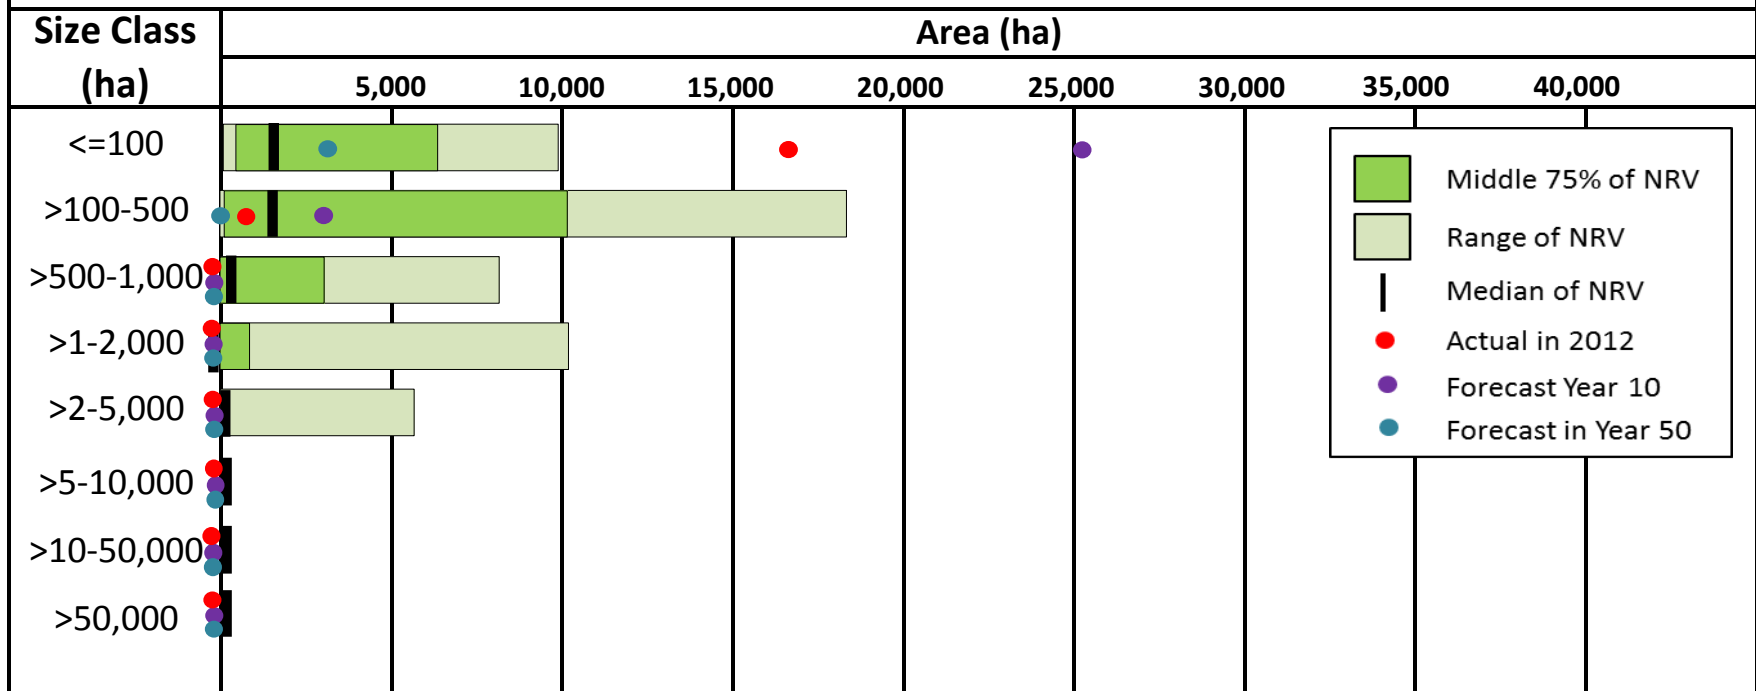 Size Class
(ha)
Area (ha)
5,000 10,000 15,000 20,000 25,000 30,000 35,000 40,000
<=100
>100-500
>500-1,000
>1-2,000
>2-5,000
>5-10,000
>10-50,000
>50,000
Middle 75% of NRV
Range of NRV
Median of NRV
Actual in 2012
Forecast Year 10
Forecast in Year 50